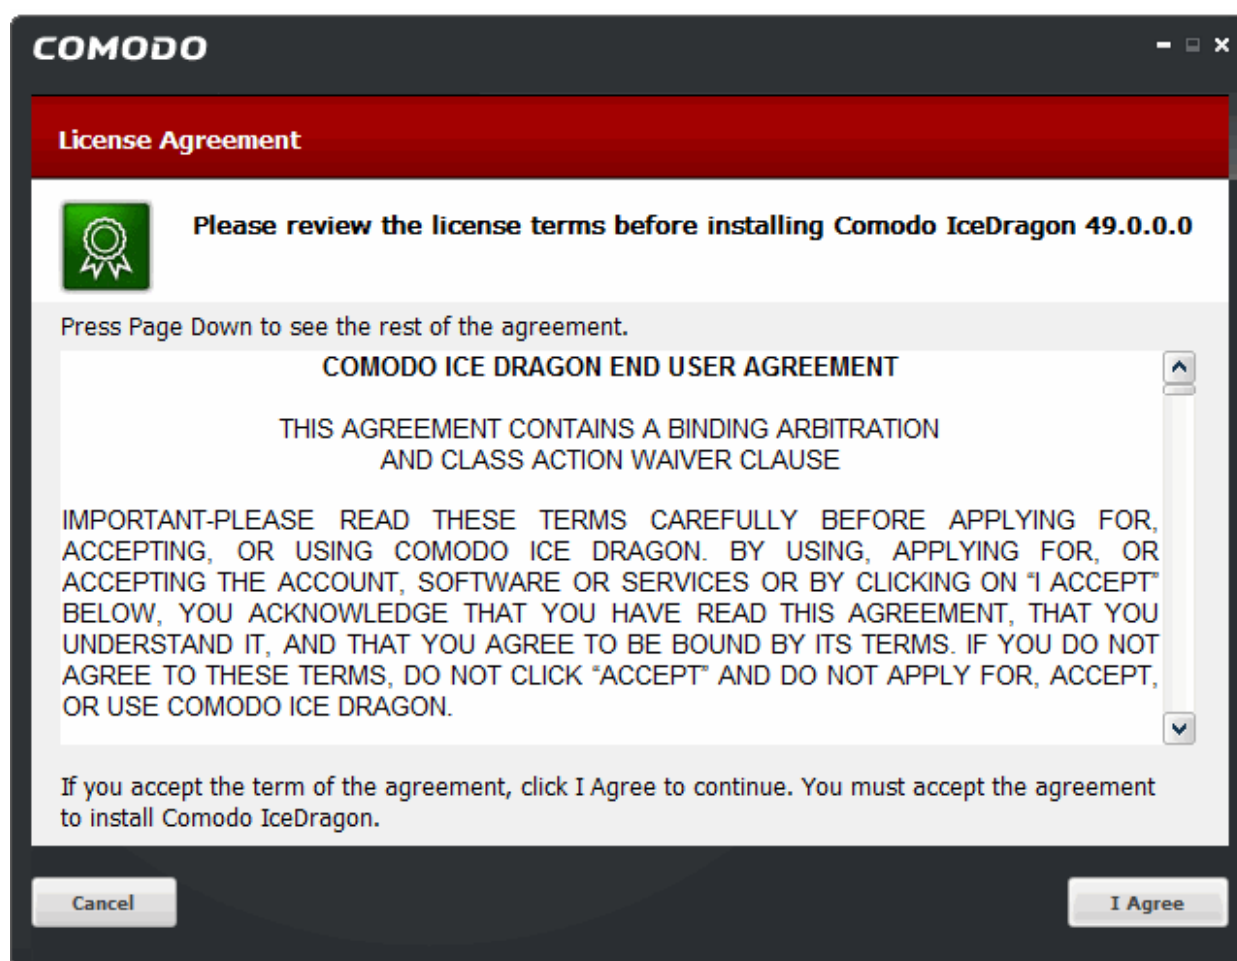 COMODO
License Agreement
Please review the license terms before installing Comodo IceDragon 49.0.0.0
Press Page Down to see the rest of the agreement.
COMODO ICE DRAGON END USER AGREEMENT
THIS AGREEMENT CONTAINS A BINDING ARBITRATION
AND CLASS ACTION WAIVER CLAUSE
IMPORTANT-PLEASE READ THESE TERMS CAREFULLY BEFORE APPLYING FOR,
ACCEPTING, OR USING COMODO ICE DRAGON. BY USING, APPLYING FOR, OR
ACCEPTING THE ACCOUNT, SOFTWARE OR SERVICES OR BY CLICKING ON “I ACCEPT”
BELOW, YOU ACKNOWLEDGE THAT YOU HAVE READ THIS AGREEMENT, THAT YOU
UNDERSTAND IT, AND THAT YOU AGREE TO BE BOUND BY ITS TERMS. IF YOU DO NOT
AGREE TO THESE TERMS, DO NOT CLICK “ACCEPT” AND DO NOT APPLY FOR, ACCEPT,
OR USE COMODO ICE DRAGON.
If you accept the term of the agreement, click I Agree to continue. You must accept the agreement
to install Comodo IceDragon.
Cancel
I Agree